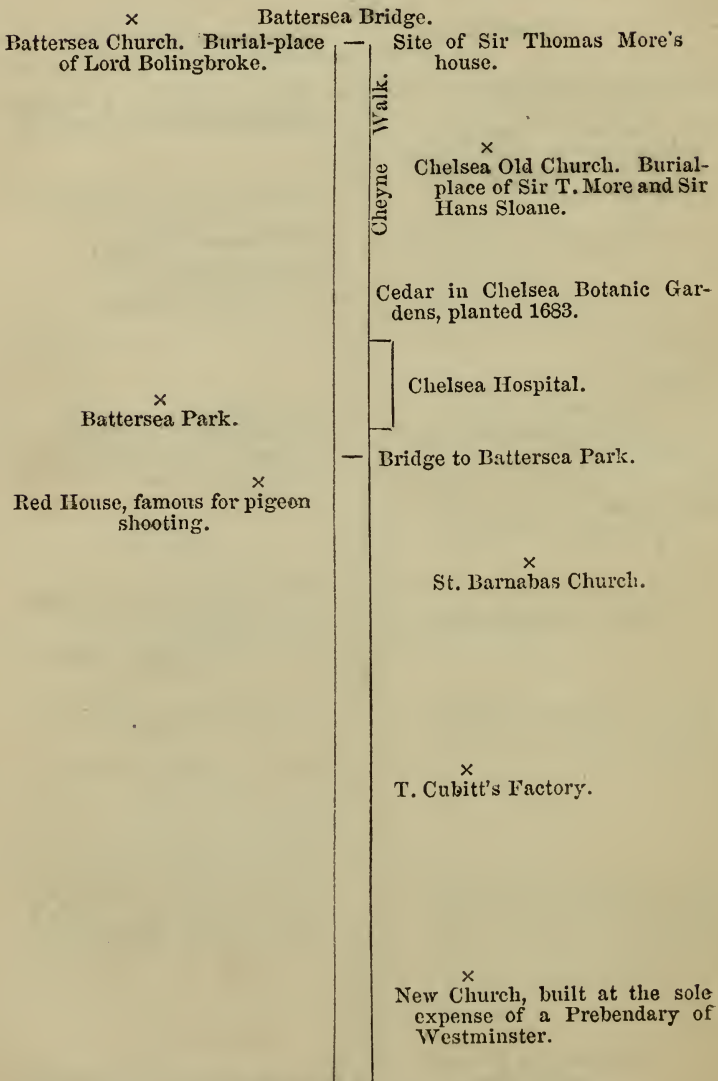 Battersea Bridge.
Battersea Church. Burial-place
of Lord Bolingbroke.
Site of Sir Thomas More's
house.
Cheyne Walk.
Chelsea Old Church. Burial-
place of Sir T. More and Sir
Hans Sloane.
Cedar in Chelsea Botanic Gar-
dens, planted 1683.
Chelsea Hospital.
Battersea Park.
Bridge to Battersea Park.
Red House, famous for pigeon
shooting.
St. Barnabas Church.
T. Cubitt's Factory.
New Church, built at the sole
expense of a Prebendary of
Westminster.